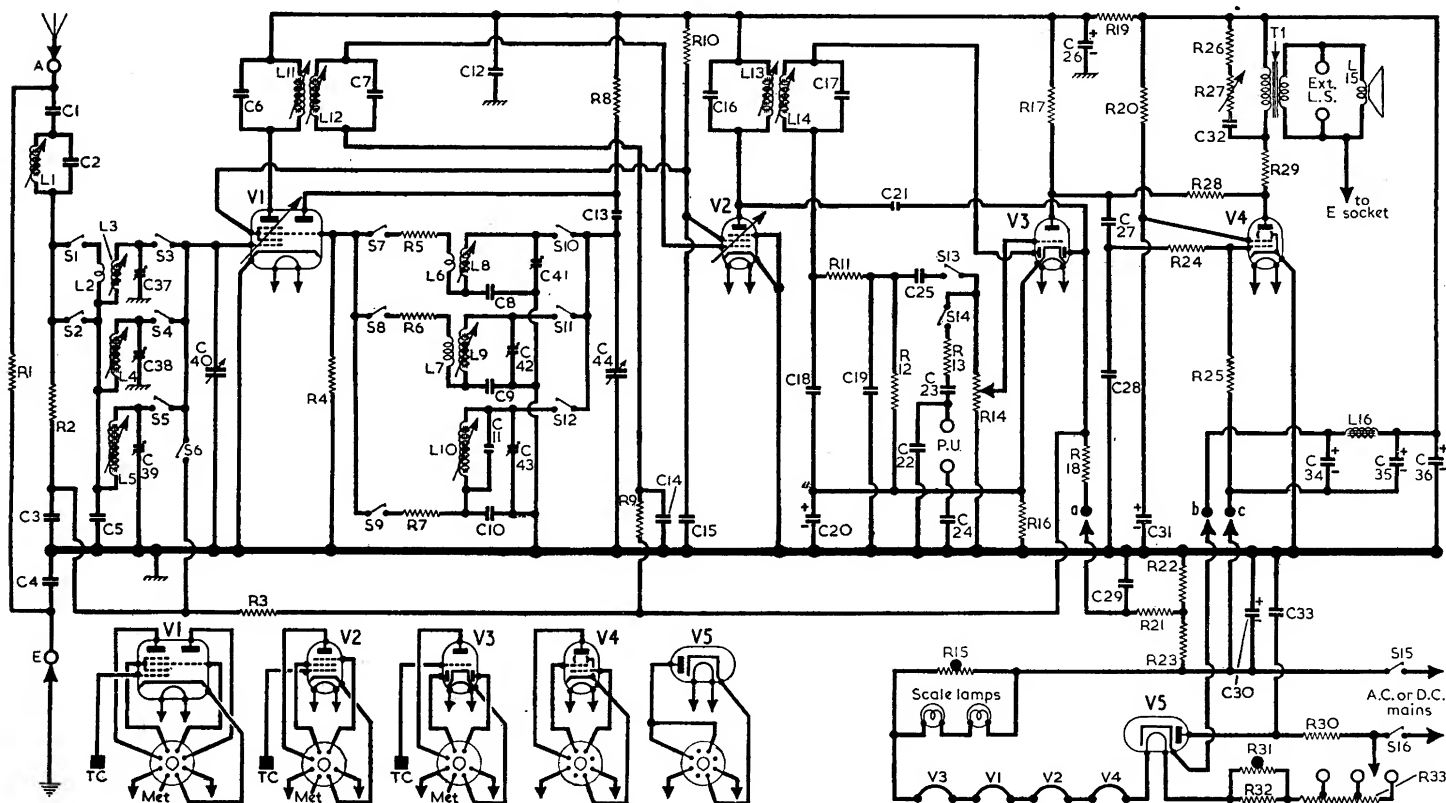 A
C1
C2
L1
L3
S1
S3
L2
C37
S2
S4
L4
C38
C40
R1
R2
S5
L5
C39
S6
C3
C5
C4
R3
E
L11
C6
L12
C7
C12
V1
R8
R10
C13
S7
R5
L6
L8
S10
C41
C8
S8
R6
S11
L7
L9
C42
C44
R4
C9
S12
L10
C11
C43
S9
R7
C10
R9
C14
C15
L13
C16
L14
C17
V2
C21
R11
C25
S13
S14
R12
R13
C18
C19
C23
R14
C22
P.U.
C20
C24
R16
V3
R17
C26
R19
R20
R18
a
C27
R28
R24
V4
C28
R25
R26
R27
C32
T1
Ext.
L.S.
L15
R29
to
E socket
L16
C34
C35
C36
b
c
C31
C29
R22
R21
R23
C33
C30
R15
Scale lamps
S15
A.C. or D.C.
mains
V5
R30
S16
R31
R32
R33
V3
V1
V2
V4
V1
V2
V3
V4
V5
TC
Met
TC
Met
TC
Met